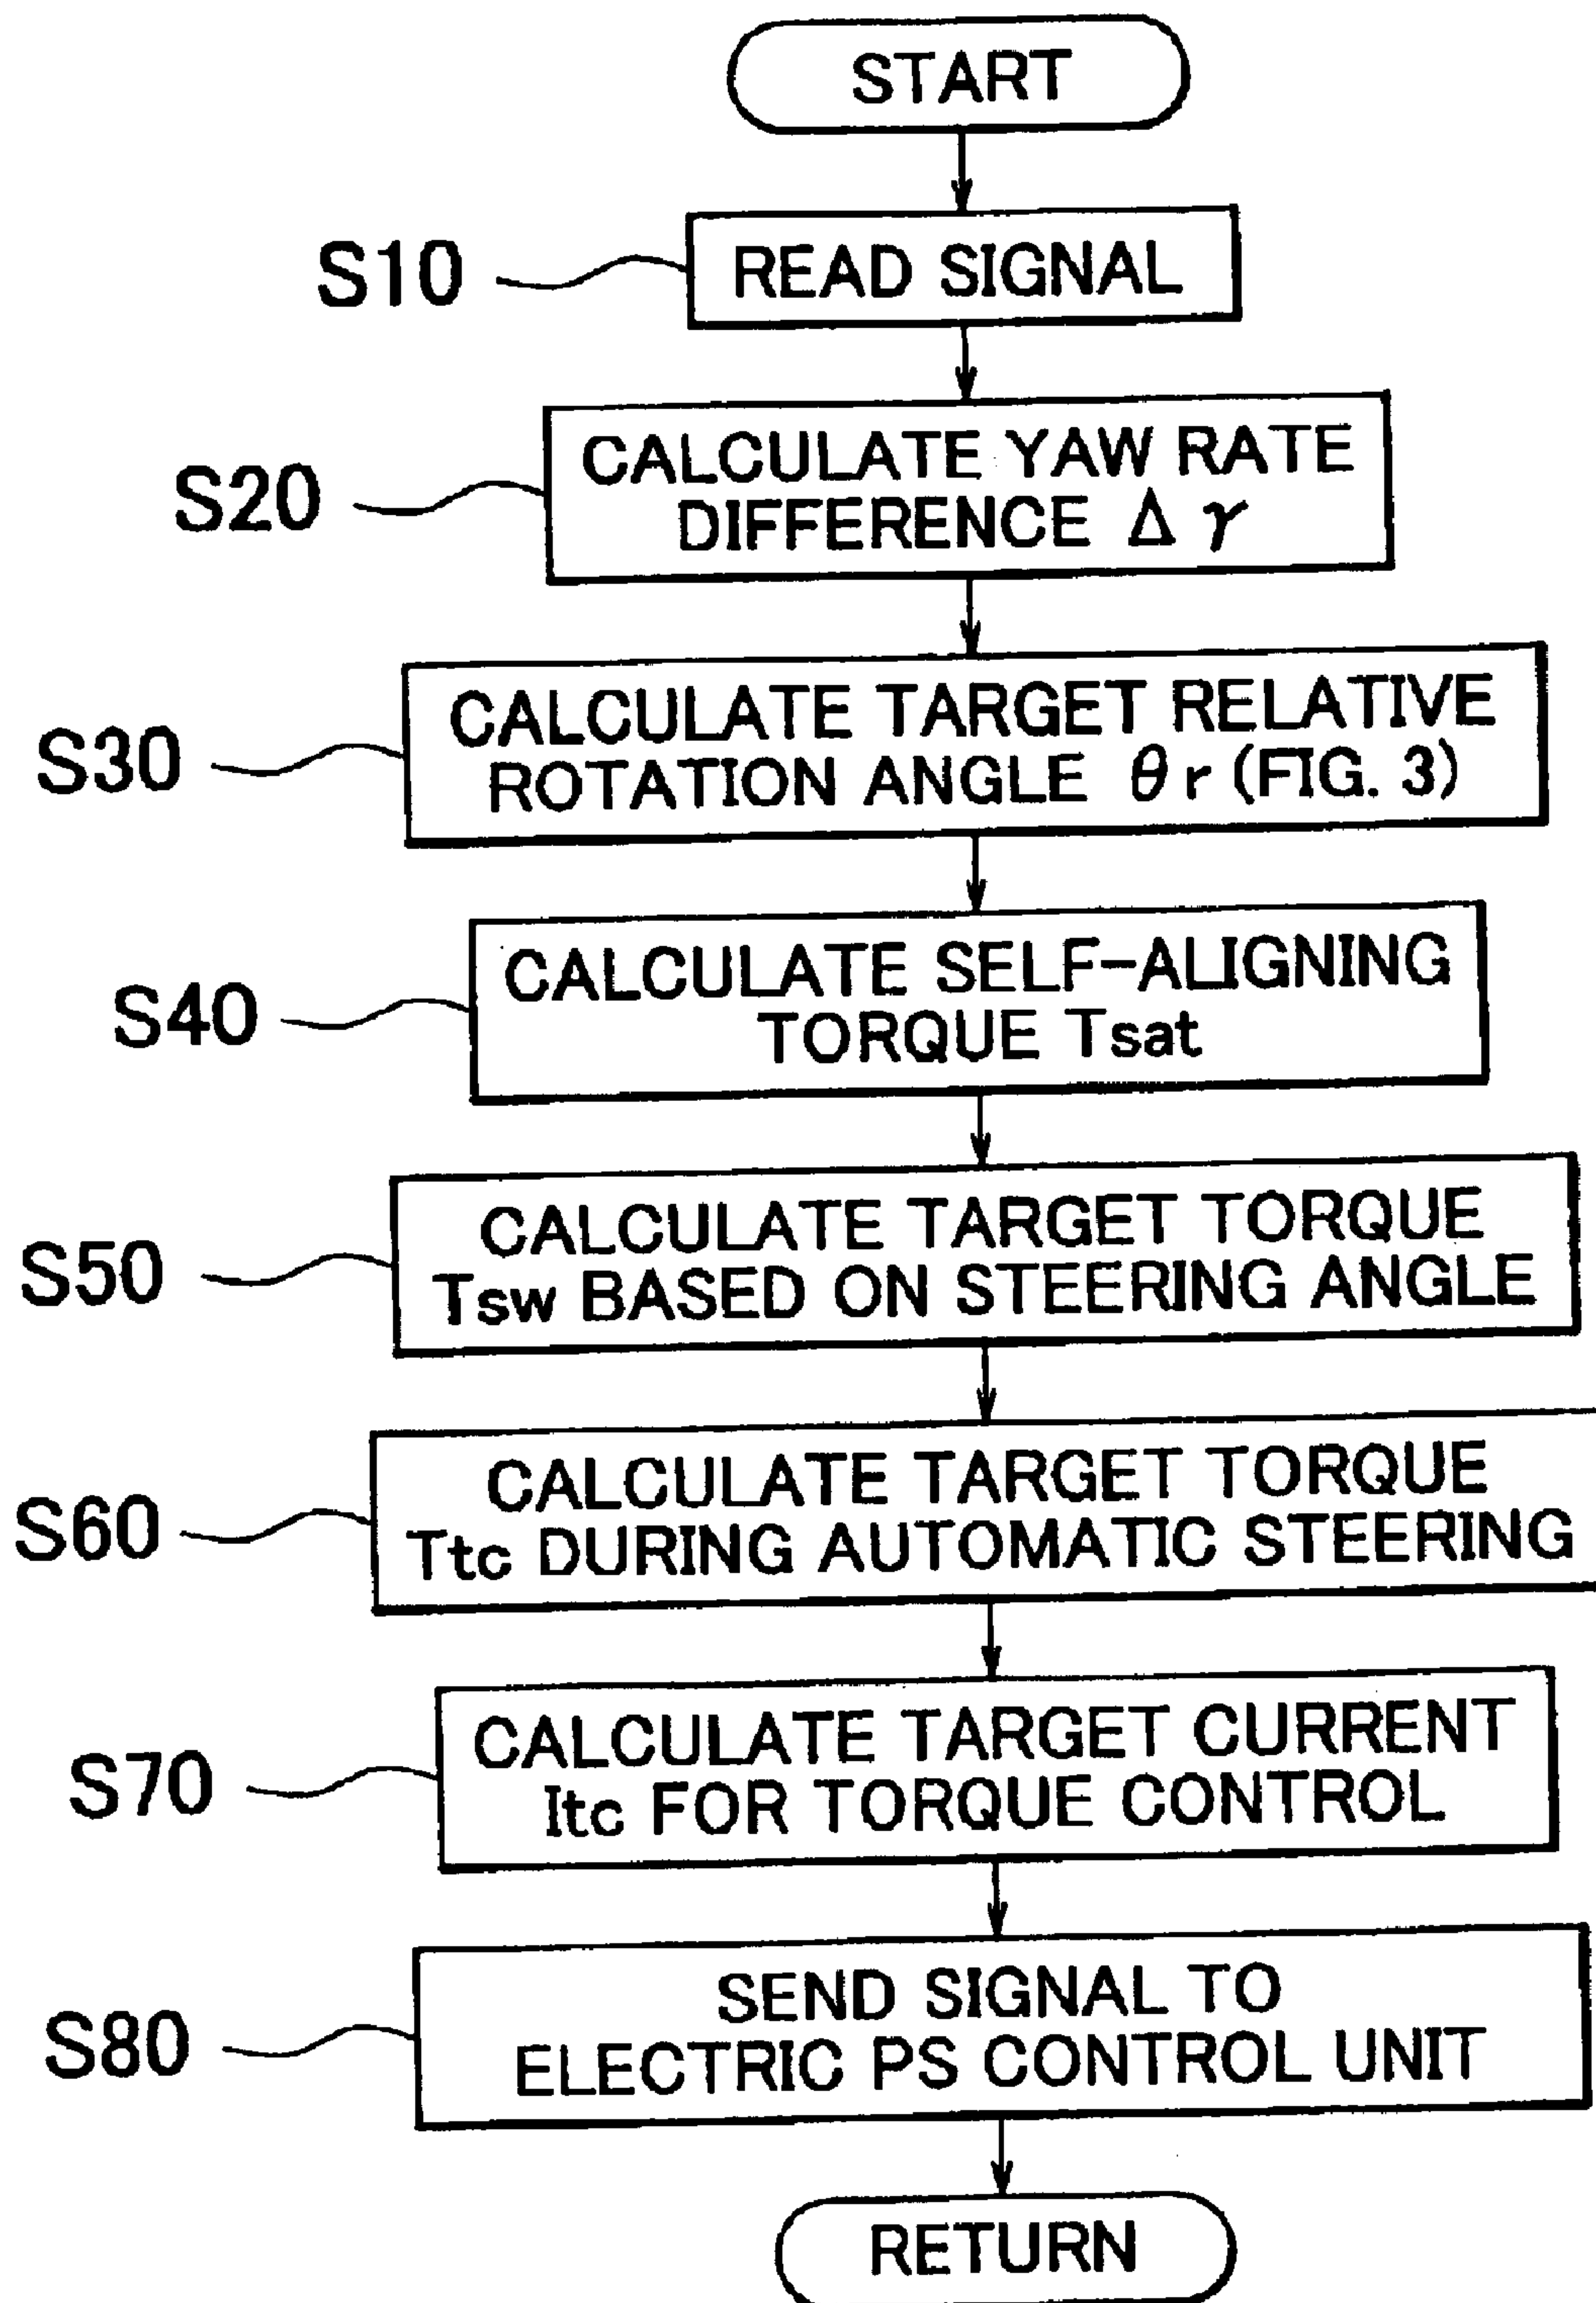 START
S10
READ SIGNAL
S20
CALCULATE YAW RATE
DIFFERENCE Δ γ
S30
CALCULATE TARGET RELATIVE
ROTATION ANGLE θ r (FIG. 3)
S40
CALCULATE SELF-ALIGNING
TORQUE Tsat
S50
CALCULATE TARGET TORQUE
Tsw BASED ON STEERING ANGLE
S60
CALCULATE TARGET TORQUE
Ttc DURING AUTOMATIC STEERING
S70
CALCULATE TARGET CURRENT
Itc FOR TORQUE CONTROL
S80
SEND SIGNAL TO
ELECTRIC PS CONTROL UNIT
RETURN